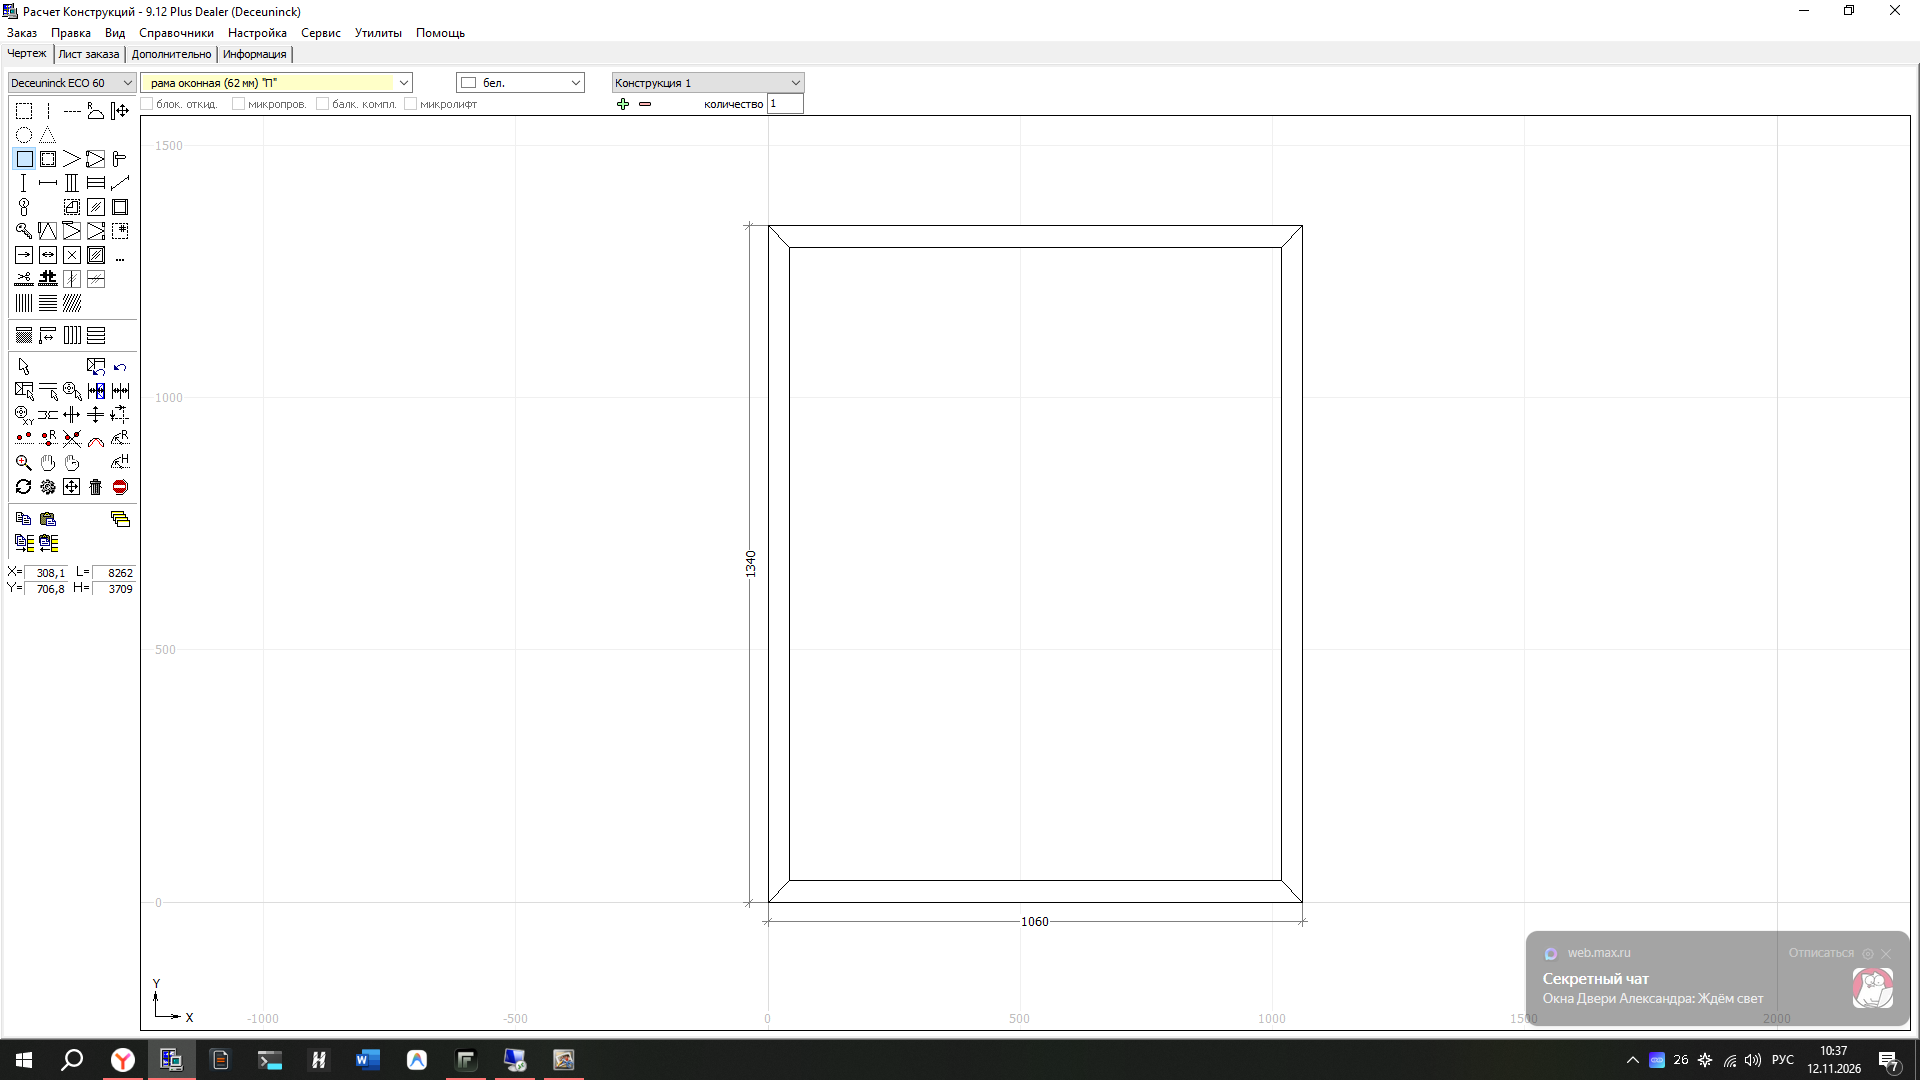 Расчет Конструкций - 9.12 Plus Dealer (Deceuninck)
Заказ Правка Вид Справочники Настройка Сервис Утилиты Помощь
Чертеж Лист заказа Дополнительно Информация
Deceuninck ECO 60 рама оконная (62 мм) "П" бел. Конструкция 1
блок. откид. микропров. балк. компл. микролифт количество 1
1500
1000
500
0
1340
1060
X= 308,1 L= 8262
Y= 706,8 H= 3709
Y
X
-1000 -500 0 500 1000 1500 2000
web.max.ru Отписаться
Секретный чат
Окна Двери Александра: Ждём свет
26 РУС 10:37
12.11.2026
7